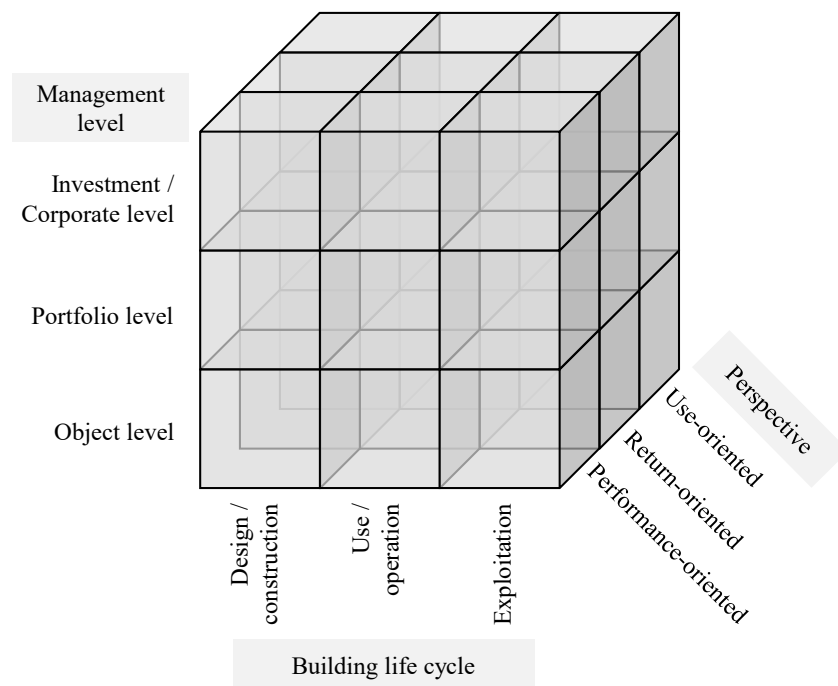 Management
level
Investment /
Corporate level
Portfolio level
Object level
Design /
construction
Use /
operation
Exploitation
Building life cycle
Perspective
Use-oriented
Return-oriented
Performance-oriented